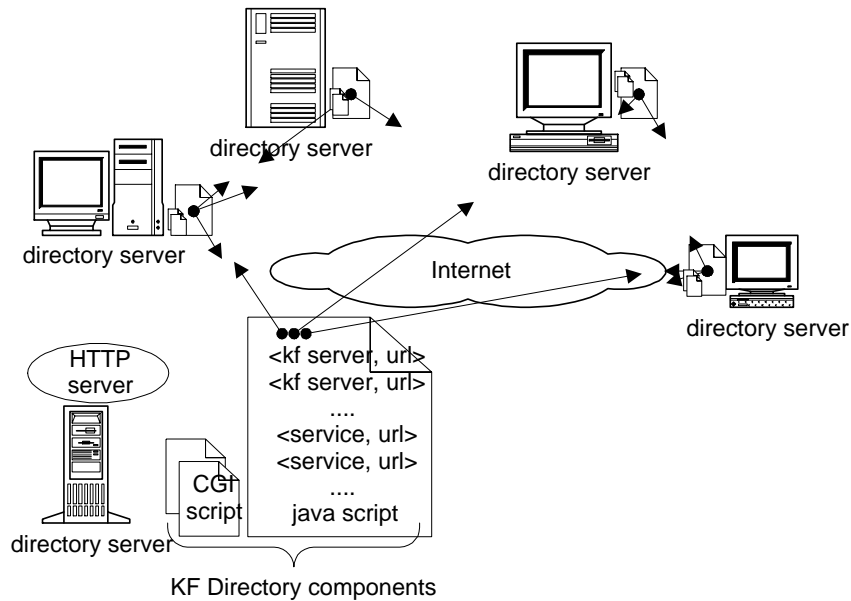 directory server
directory server
directory server
Internet
directory server
HTTP
server
<kf server, url>
<kf server, url>
....
<service, url>
<service, url>
....
java script
CGI
script
directory server
KF Directory components